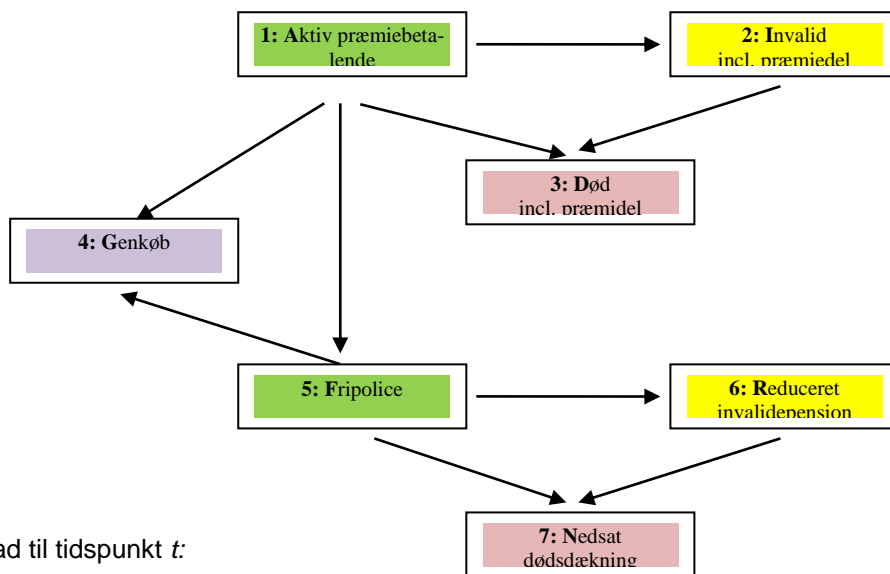 1: Aktiv præmiebeta-
lende
2: Invalid
incl. præmiedel
3: Død
incl. præmidel
4: Genkøb
5: Fripolice
6: Reduceret
invalidepension
7: Nedsat
dødsdækning
ad til tidspunkt t: